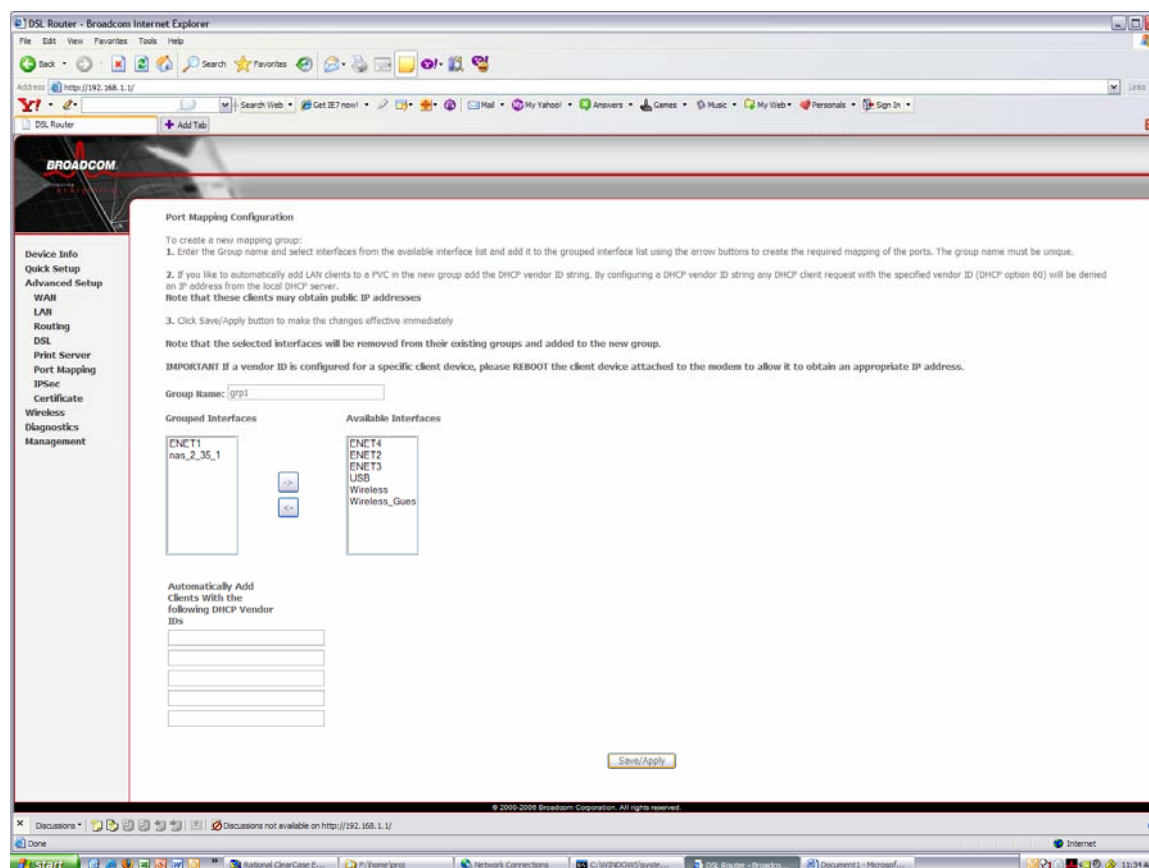 DSL Router - Broadcom Internet Explorer
File Edit View Favorites Tools Help
Back Search Favorites
Address http://192.168.1.1/ Links
Y! Search Web Get IE7 now! Mail My Yahoo! Answers Games Music My Web Personals Sign In
DSL Router Add Tab
BROADCOM.
Port Mapping Configuration
To create a new mapping group:
1. Enter the Group name and select interfaces from the available interface list and add it to the grouped interface list using the arrow buttons to create the required mapping of the ports. The group name must be unique.
2. If you like to automatically add LAN clients to a PVC in the new group add the DHCP vendor ID string. By configuring a DHCP vendor ID string any DHCP client request with the specified vendor ID (DHCP option 60) will be denied
an IP address from the local DHCP server.
Note that these clients may obtain public IP addresses
3. Click Save/Apply button to make the changes effective immediately
Note that the selected interfaces will be removed from their existing groups and added to the new group.
IMPORTANT If a vendor ID is configured for a specific client device, please REBOOT the client device attached to the modem to allow it to obtain an appropriate IP address.
Device Info
Quick Setup
Advanced Setup
WAN
LAN
Routing
DSL
Print Server
Port Mapping
IPSec
Certificate
Wireless
Diagnostics
Management
Group Name: grp1
Grouped Interfaces Available Interfaces
ENET1
nas_2_35_1
->
<-
ENET4
ENET2
ENET3
USB
Wireless
Wireless_Gues
Automatically Add
Clients With the
following DHCP Vendor
IDs
Save/Apply
© 2000-2006 Broadcom Corporation. All rights reserved.
Discussions Discussions not available on http://192.168.1.1/
Done Internet
start Rational ClearCase E... P:\home\proj Network Connections C:\WINDOWS\syste... DSL Router - Broadco... Document1 - Microsof... 11:34 A